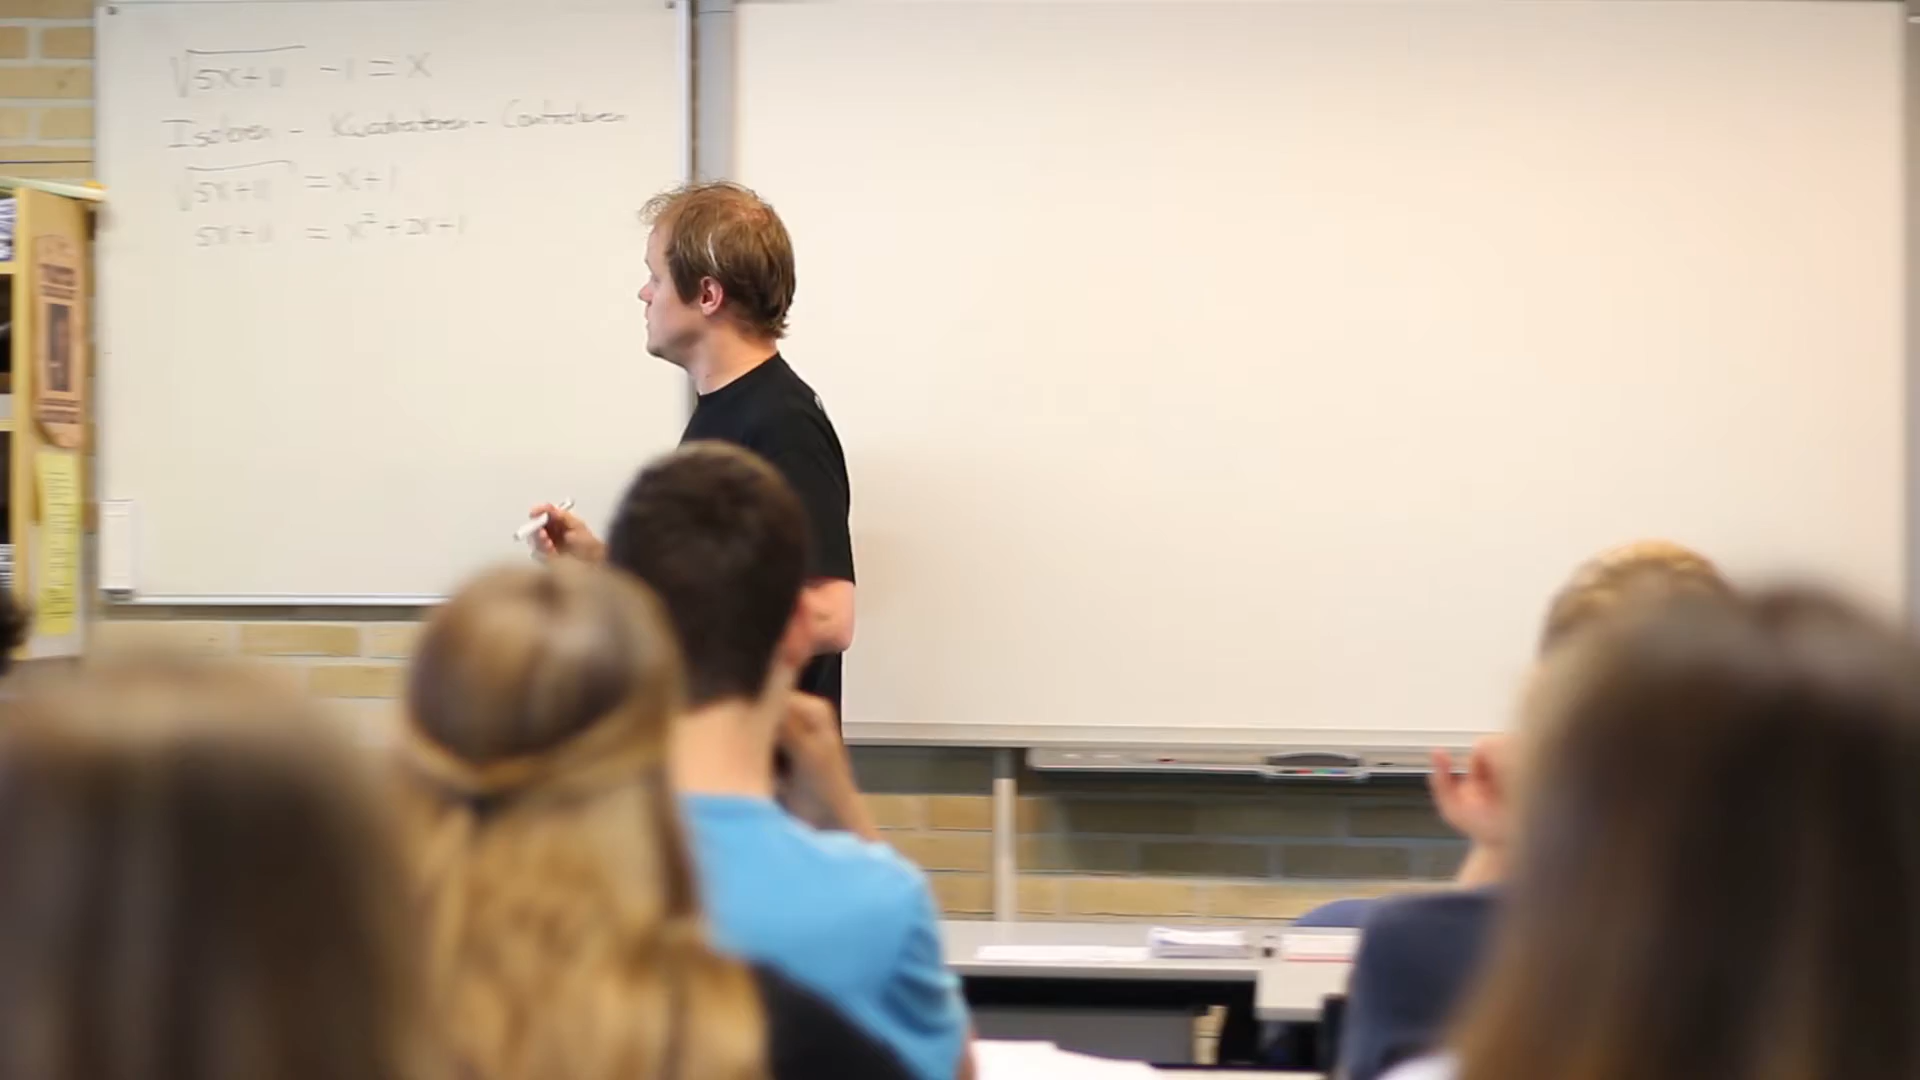 √5x+11 - 1 = x
Isoleren - Kwadrateren - Controleren
√5x+11 = x+1
5x+11 = x²+2x+1